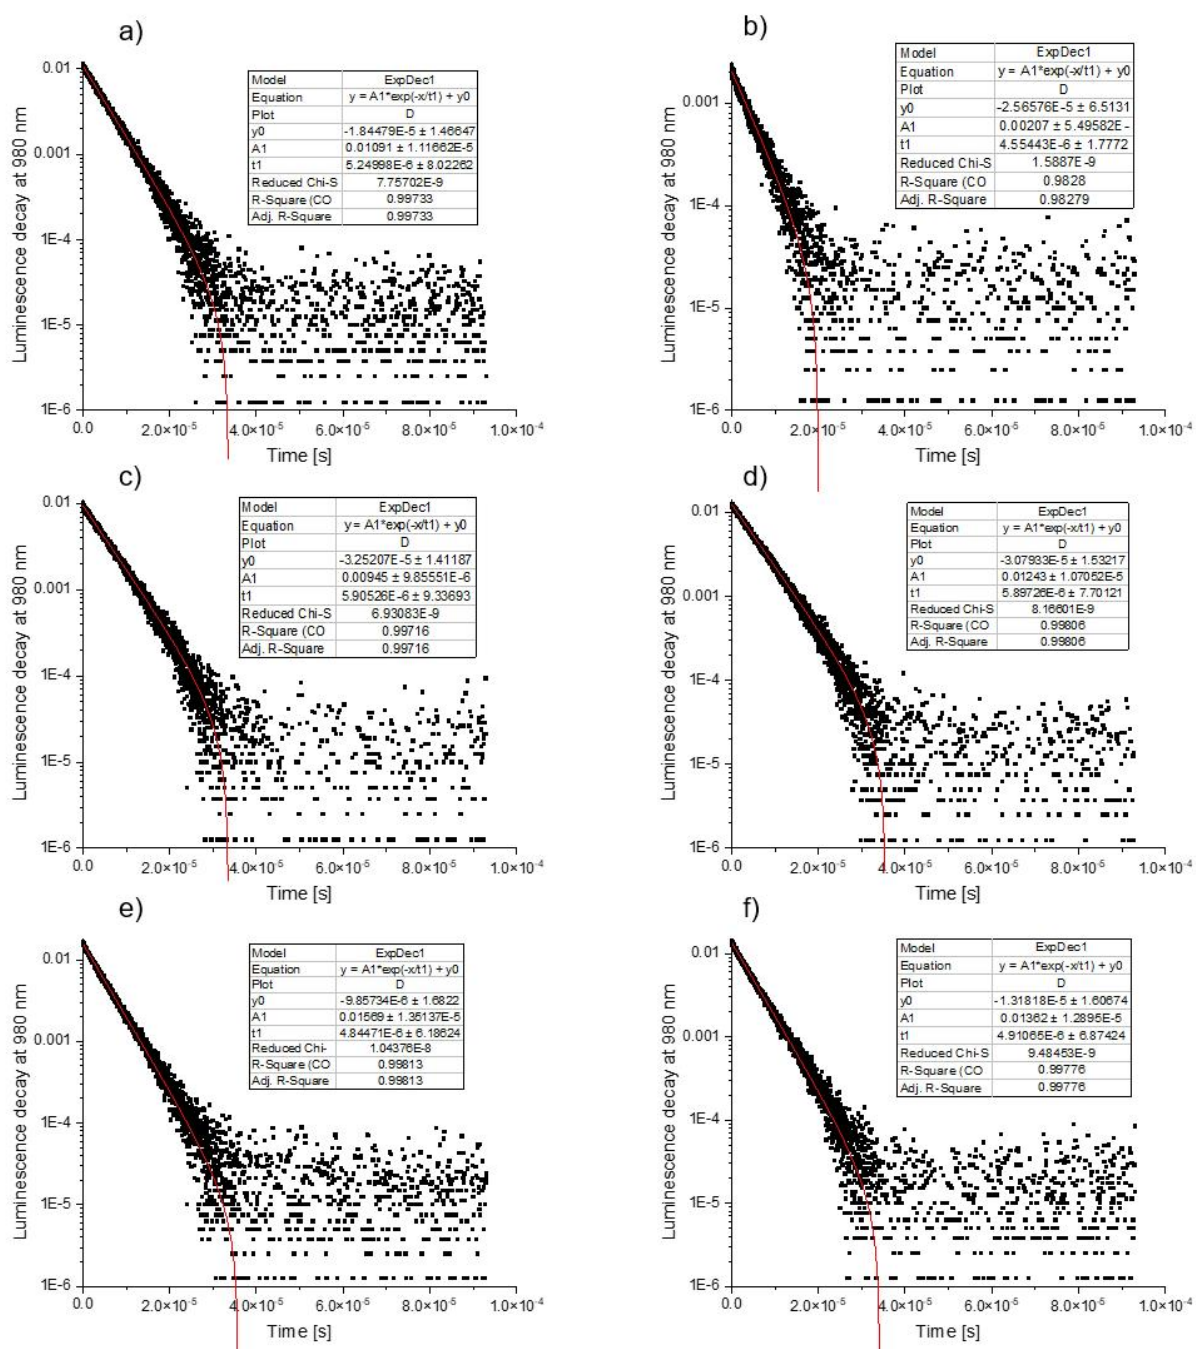 a)
Luminescence decay at 980 nm
0.01
0.001
1E-4
1E-5
1E-6
Model ExpDec1
Equation y = A1*exp(-x/t1) + y0
Plot D
y0 -1.84479E-5 ± 1.46647
A1 0.01091 ± 1.11662E-5
t1 5.24998E-6 ± 8.02262
Reduced Chi-S 7.75702E-9
R-Square (CO 0.99733
Adj. R-Square 0.99733
0.0 2.0×10-5 4.0×10-5 6.0×10-5 8.0×10-5 1.0×10-4
Time [s]
b)
Luminescence decay at 980 nm
0.001
1E-4
1E-5
1E-6
Model ExpDec1
Equation y = A1*exp(-x/t1) + y0
Plot D
y0 -2.56576E-5 ± 6.5131
A1 0.00207 ± 5.49582E-
t1 4.55443E-6 ± 1.7772
Reduced Chi-S 1.5887E-9
R-Square (CO 0.9828
Adj. R-Square 0.98279
0.0 2.0×10-5 4.0×10-5 6.0×10-5 8.0×10-5 1.0×10-4
Time [s]
c)
Luminescence decay at 980 nm
0.01
0.001
1E-4
1E-5
1E-6
Model ExpDec1
Equation y = A1*exp(-x/t1) + y0
Plot D
y0 -3.25207E-5 ± 1.41187
A1 0.00945 ± 9.85551E-6
t1 5.90526E-6 ± 9.33693
Reduced Chi-S 6.93083E-9
R-Square (CO 0.99716
Adj. R-Square 0.99716
0.0 2.0×10-5 4.0×10-5 6.0×10-5 8.0×10-5 1.0×10-4
Time [s]
d)
Luminescence decay at 980 nm
0.01
0.001
1E-4
1E-5
1E-6
Model ExpDec1
Equation y = A1*exp(-x/t1) + y0
Plot D
y0 -3.07933E-5 ± 1.53217
A1 0.01243 ± 1.07052E-5
t1 5.89726E-6 ± 7.70121
Reduced Chi-S 8.16601E-9
R-Square (CO 0.99806
Adj. R-Square 0.99806
0.0 2.0×10-5 4.0×10-5 6.0×10-5 8.0×10-5 1.0×10-4
Time [s]
e)
Luminescence decay at 980 nm
0.01
0.001
1E-4
1E-5
1E-6
Model ExpDec1
Equation y = A1*exp(-x/t1) + y0
Plot D
y0 -9.85734E-6 ± 1.6822
A1 0.01569 ± 1.35137E-5
t1 4.84471E-6 ± 6.18624
Reduced Chi- 1.04376E-8
R-Square (CO 0.99813
Adj. R-Square 0.99813
0.0 2.0×10-5 4.0×10-5 6.0×10-5 8.0×10-5 1.0×10-4
Time [s]
f)
Luminescence decay at 980 nm
0.01
0.001
1E-4
1E-5
1E-6
Model ExpDec1
Equation y = A1*exp(-x/t1) + y0
Plot D
y0 -1.31818E-5 ± 1.60674
A1 0.01362 ± 1.2895E-5
t1 4.91065E-6 ± 6.87424
Reduced Chi-S 9.48453E-9
R-Square (CO 0.99776
Adj. R-Square 0.99776
0.0 2.0×10-5 4.0×10-5 6.0×10-5 8.0×10-5 1.0×10-4
Time [s]